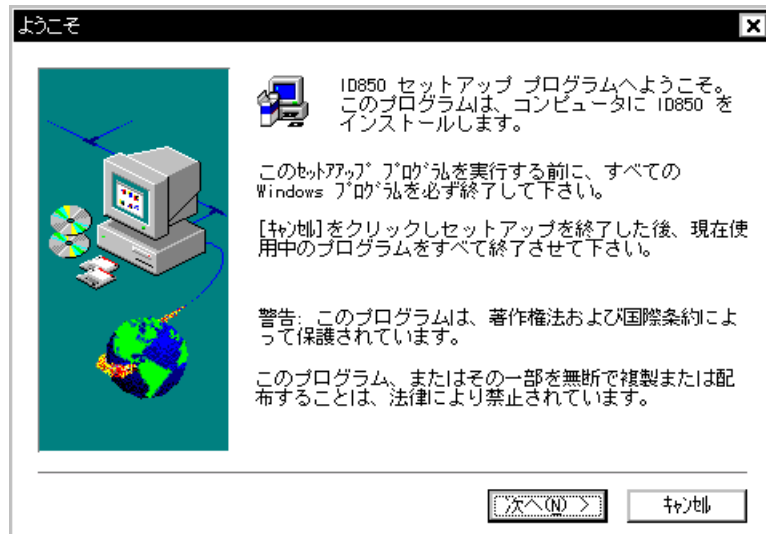 ようこそ
ID850 セットアップ プログラムへようこそ。
このプログラムは、コンピュータに ID850 を
インストールします。
このｾｯﾄｱｱｯﾌﾟ ﾌﾟﾛｸﾞﾗﾑを実行する前に、すべての
Windows ﾌﾟﾛｸﾞﾗﾑを必ず終了して下さい。
[ｷｬﾝｾﾙ]をクリックしセットアップを終了した後、現在使
用中のプログラムをすべて終了させて下さい。
警告: このプログラムは、著作権法および国際条約によ
って保護されています。
このプログラム、またはその一部を無断で複製または配
布することは、法律により禁止されています。
次へ(N) >
ｷｬﾝｾﾙ